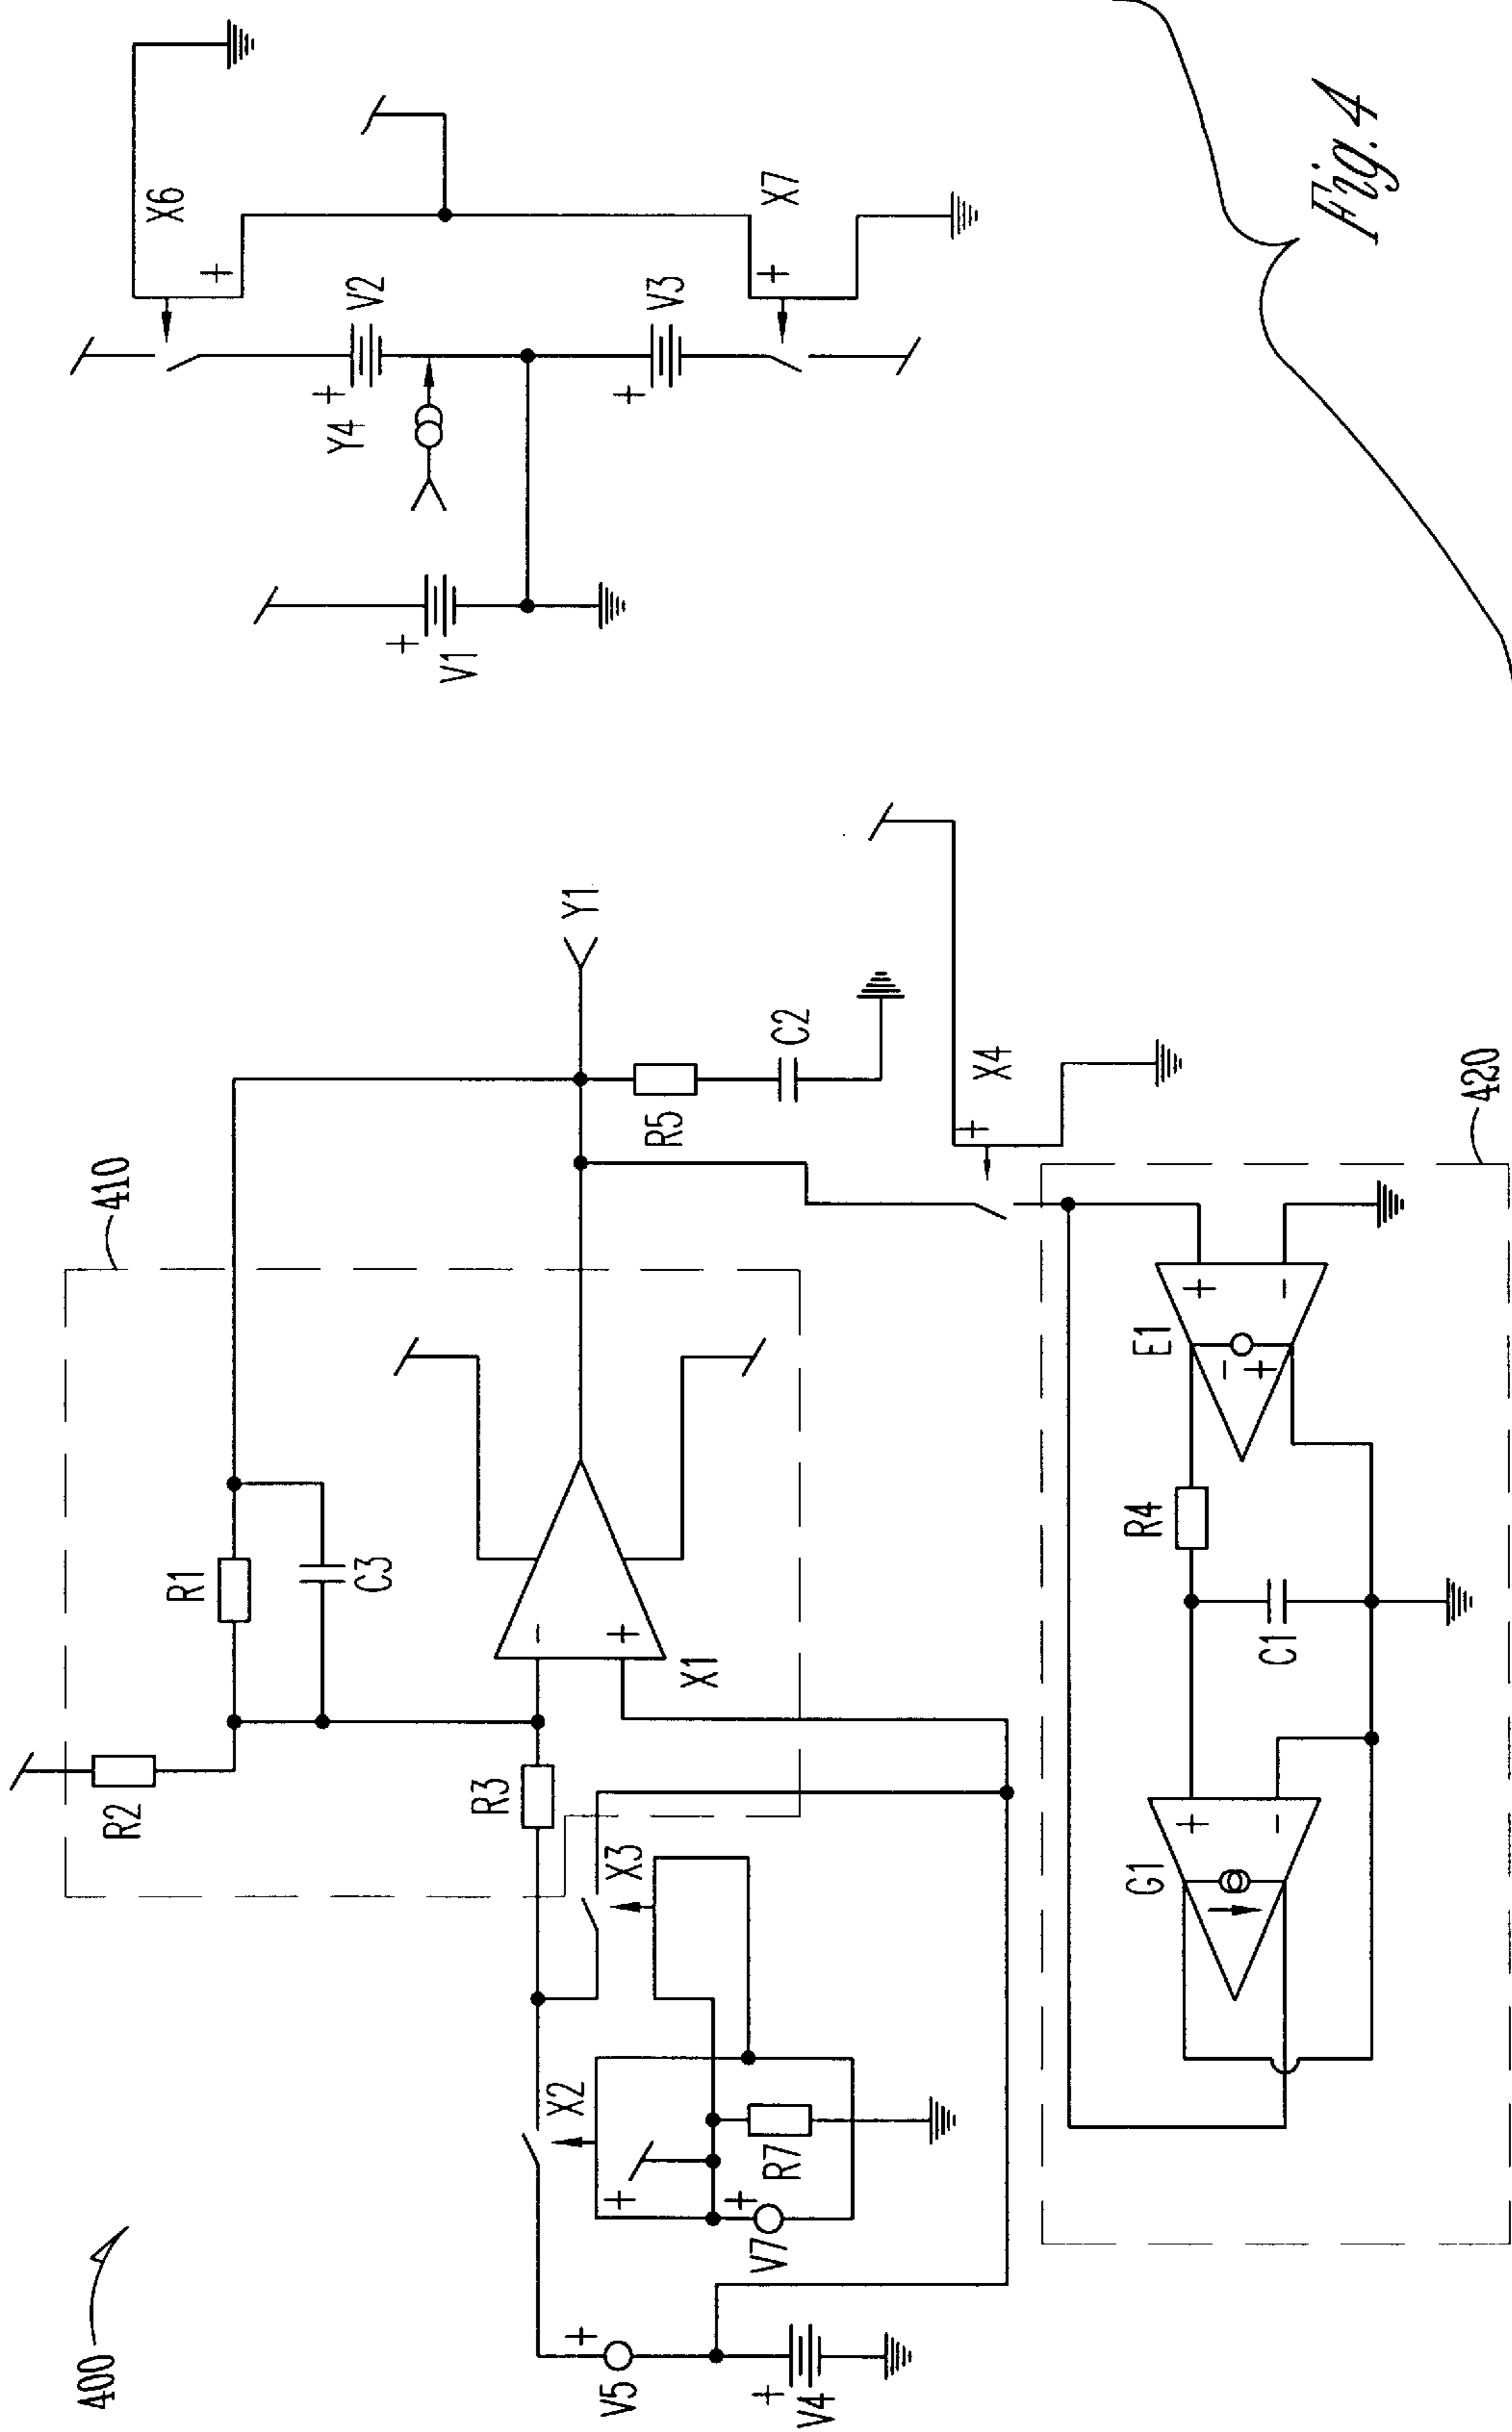 400
410
R2
R1
C3
R3
X1
X3
X2
R7
V7
V5
V4
+
+
+
+
-
+
Y1
R5
C2
X4
+
420
E1
+
-
-
+
R4
C1
G1
+
-
X6
+
V2
+
Y4
V3
+
X7
+
V1
+
Fig. 4